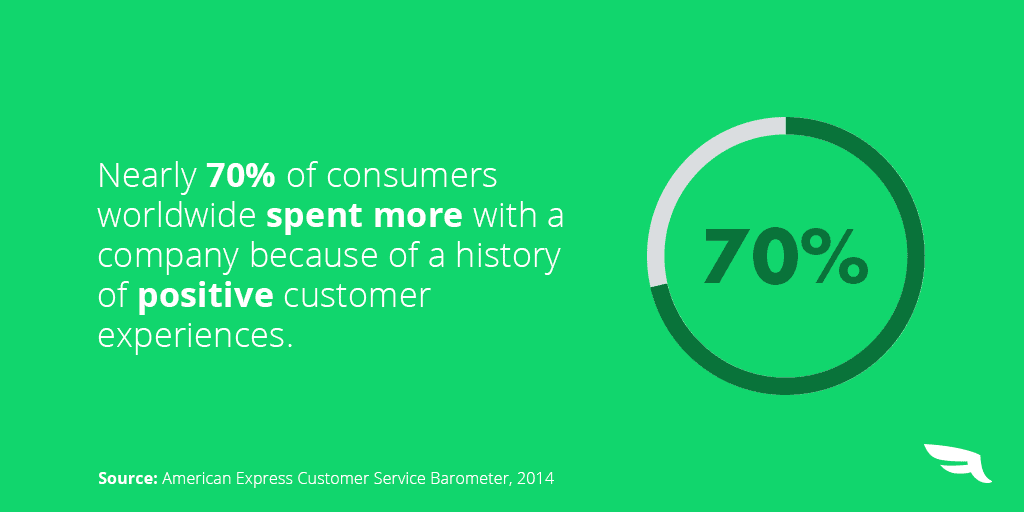 Nearly 70% of consumers
worldwide spent more with a
company because of a history
of positive customer
experiences.
70%
Source: American Express Customer Service Barometer, 2014